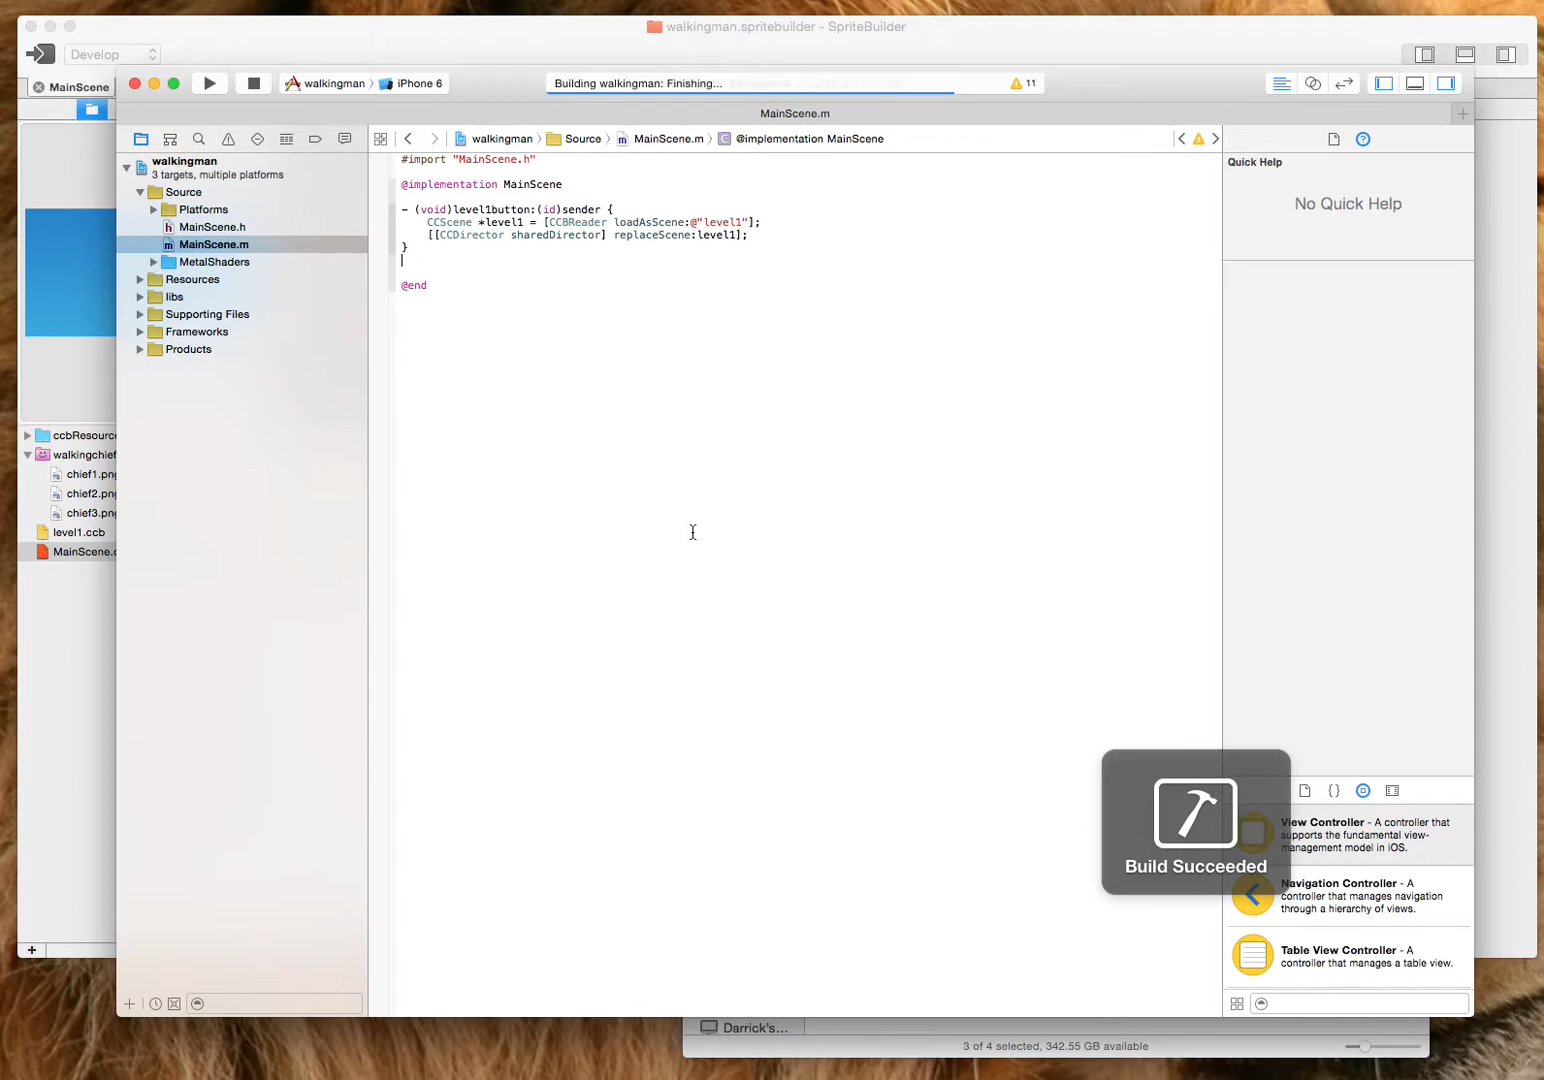 walkingman.spritebuilder - SpriteBuilder
Develop
MainScene
walkingman
iPhone 6
Building walkingman: Finishing...
11
MainScene.m
walkingman
Source
MainScene.m
@implementation MainScene
walkingman
3 targets, multiple platforms
Source
Platforms
h MainScene.h
m MainScene.m
MetalShaders
Resources
libs
Supporting Files
Frameworks
Products
#import "MainScene.h"
@implementation MainScene
- (void)level1button:(id)sender {
CCScene *level1 = [CCBReader loadAsScene:@"level1"];
[[CCDirector sharedDirector] replaceScene:level1];
}
@end
Quick Help
No Quick Help
ccbResourc
walkingchief
chief1.png
chief2.png
chief3.png
level1.ccb
MainScene.c
Build Succeeded
View Controller - A controller that
supports the fundamental view-
management model in iOS.
Navigation Controller - A
controller that manages navigation
through a hierarchy of views.
Table View Controller - A
controller that manages a table view.
Darrick's...
3 of 4 selected, 342.55 GB available